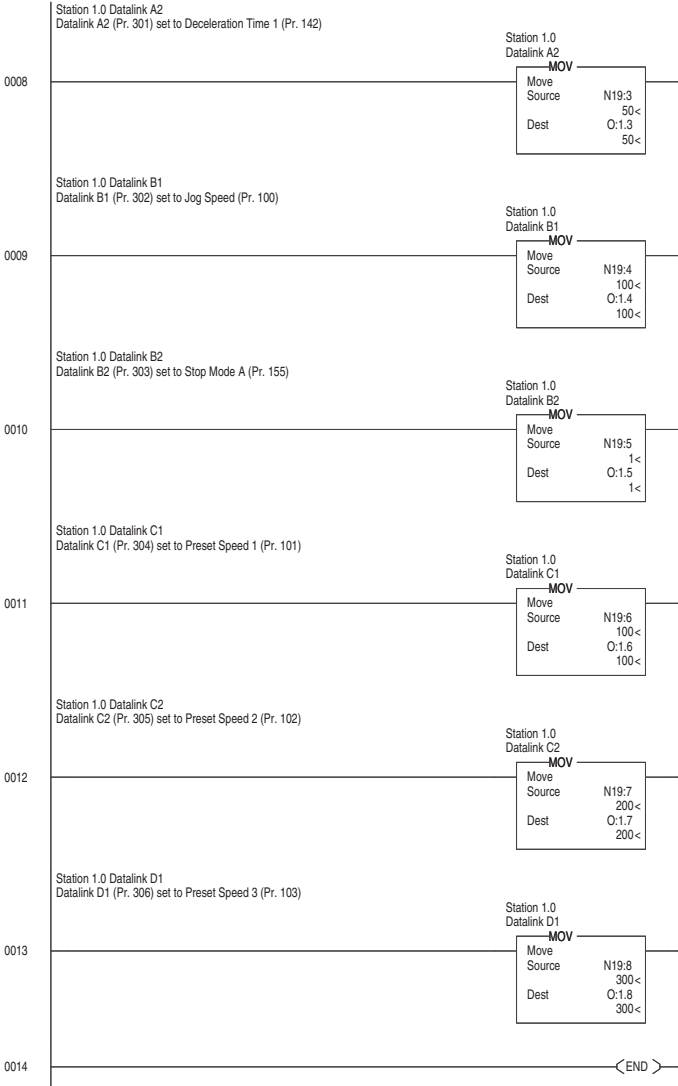 Station 1.0 Datalink A2
Datalink A2 (Pr. 301) set to Deceleration Time 1 (Pr. 142)
Station 1.0
Datalink A2
MOV
0008
Move
Source N19:3
50<
Dest O:1.3
50<
Station 1.0 Datalink B1
Datalink B1 (Pr. 302) set to Jog Speed (Pr. 100)
Station 1.0
Datalink B1
MOV
0009
Move
Source N19:4
100<
Dest O:1.4
100<
Station 1.0 Datalink B2
Datalink B2 (Pr. 303) set to Stop Mode A (Pr. 155)
Station 1.0
Datalink B2
MOV
0010
Move
Source N19:5
1<
Dest O:1.5
1<
Station 1.0 Datalink C1
Datalink C1 (Pr. 304) set to Preset Speed 1 (Pr. 101)
Station 1.0
Datalink C1
MOV
0011
Move
Source N19:6
100<
Dest O:1.6
100<
Station 1.0 Datalink C2
Datalink C2 (Pr. 305) set to Preset Speed 2 (Pr. 102)
Station 1.0
Datalink C2
MOV
0012
Move
Source N19:7
200<
Dest O:1.7
200<
Station 1.0 Datalink D1
Datalink D1 (Pr. 306) set to Preset Speed 3 (Pr. 103)
Station 1.0
Datalink D1
MOV
0013
Move
Source N19:8
300<
Dest O:1.8
300<
0014
END